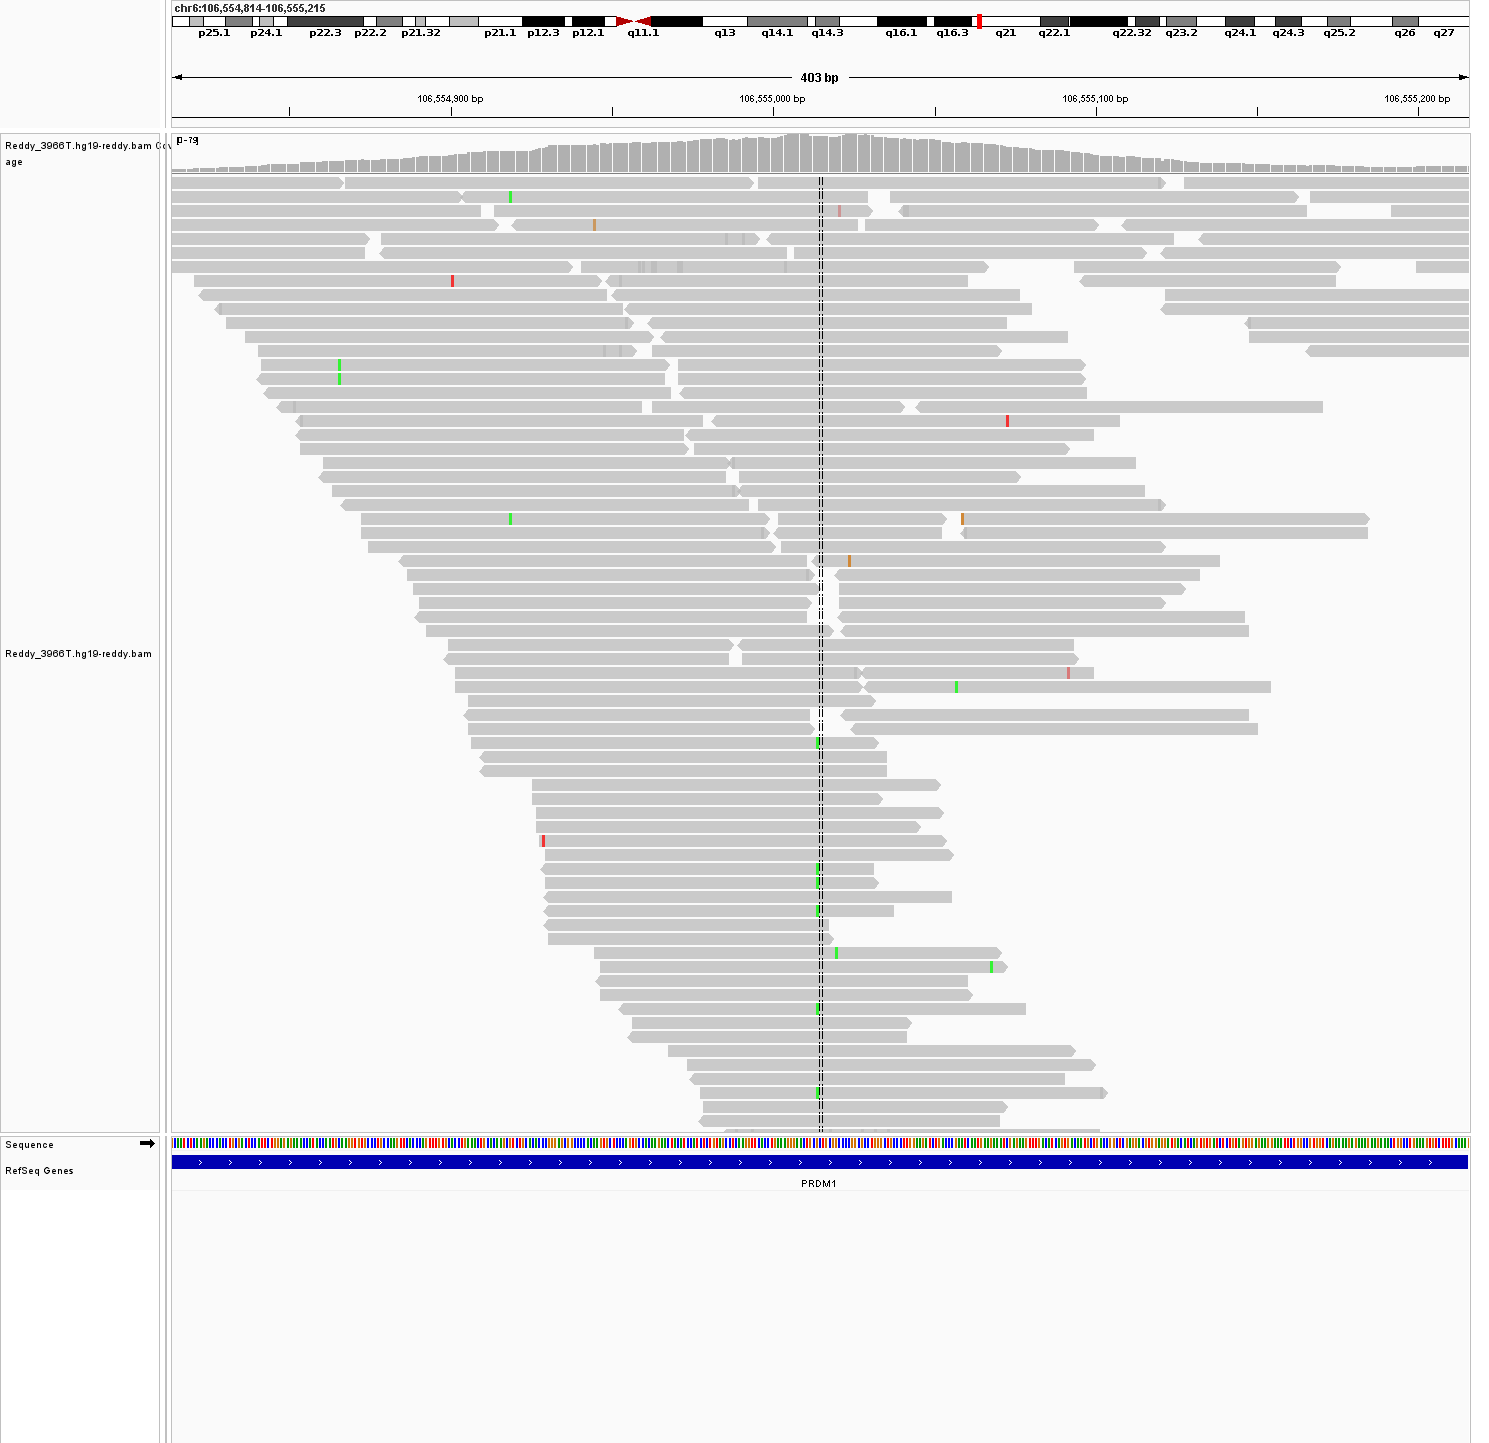 chr6:106,554,814-106,555,215
p25.1 p24.1 p22.3 p22.2 p21.32 p21.1 p12.3 p12.1 q11.1 q13 q14.1 q14.3 q16.1 q16.3 q21 q22.1 q22.32 q23.2 q24.1 q24.3 q25.2 q26 q27
403 bp
106,554,900 bp 106,555,000 bp 106,555,100 bp 106,555,200 bp
Reddy_3966T.hg19-reddy.bam Cov
age
[0-79]
Reddy_3966T.hg19-reddy.bam
Sequence
RefSeq Genes
PRDM1